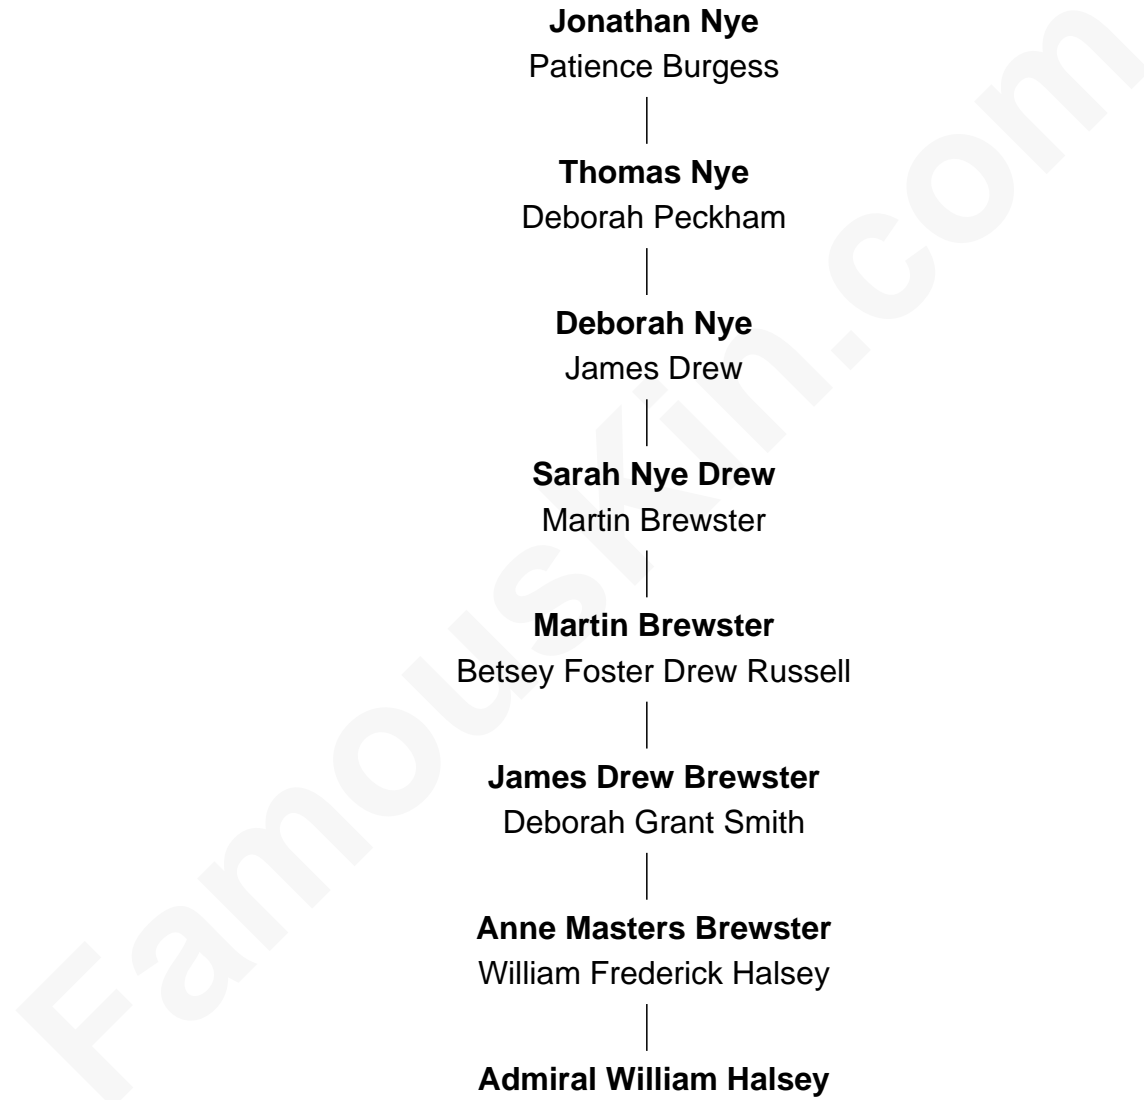 Jonathan Nye
Patience Burgess
Thomas Nye
Deborah Peckham
Deborah Nye
James Drew
Sarah Nye Drew
Martin Brewster
Martin Brewster
Betsey Foster Drew Russell
James Drew Brewster
Deborah Grant Smith
Anne Masters Brewster
William Frederick Halsey
Admiral William Halsey
FamousKin.com